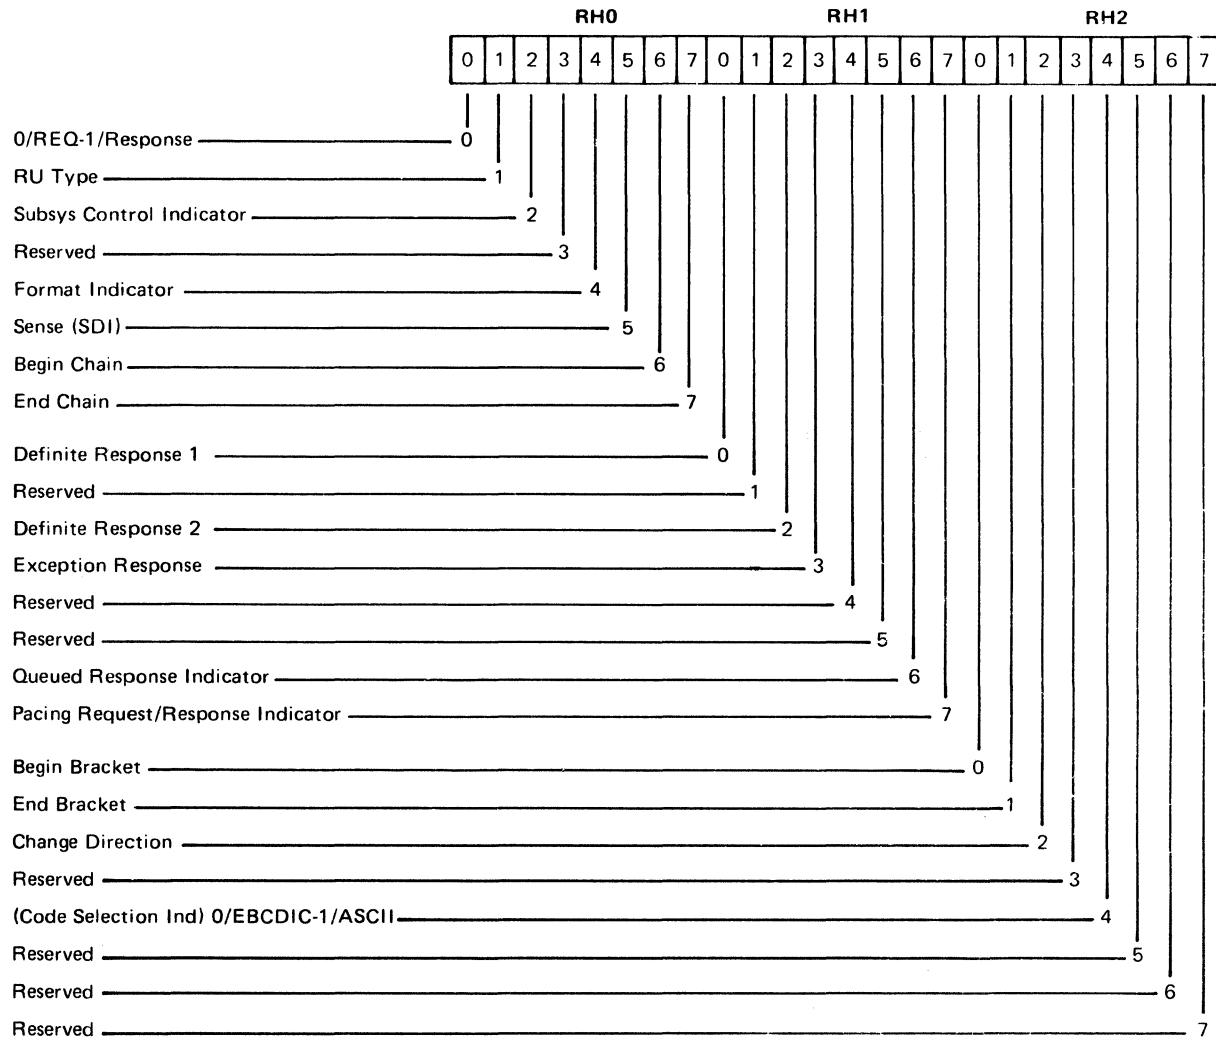 RH0 RH1 RH2
0 1 2 3 4 5 6 7 0 1 2 3 4 5 6 7 0 1 2 3 4 5 6 7
0/REQ-1/Response 0
RU Type 1
Subsys Control Indicator 2
Reserved 3
Format Indicator 4
Sense (SDI) 5
Begin Chain 6
End Chain 7
Definite Response 1 0
Reserved 1
Definite Response 2 2
Exception Response 3
Reserved 4
Reserved 5
Queued Response Indicator 6
Pacing Request/Response Indicator 7
Begin Bracket 0
End Bracket 1
Change Direction 2
Reserved 3
(Code Selection Ind) 0/EBCDIC-1/ASCII 4
Reserved 5
Reserved 6
Reserved 7